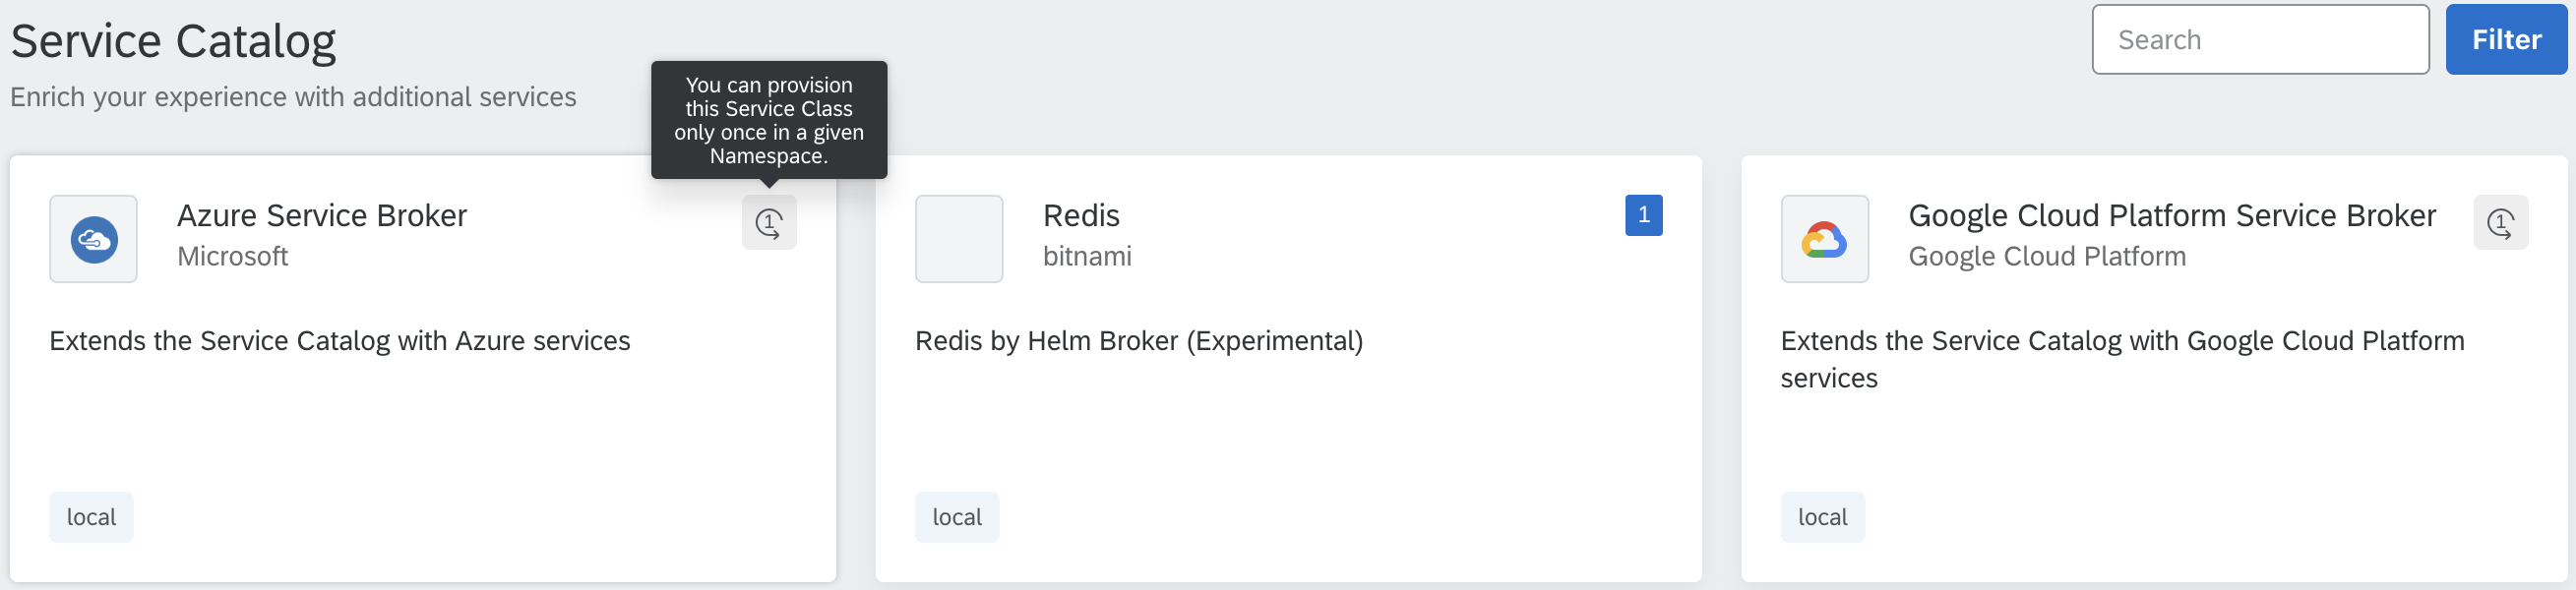 Service Catalog
Enrich your experience with additional services
Search
Filter
You can provision
this Service Class
only once in a given
Namespace.
Azure Service Broker
Microsoft
1
Extends the Service Catalog with Azure services
local
Redis
bitnami
1
Redis by Helm Broker (Experimental)
local
Google Cloud Platform Service Broker
Google Cloud Platform
1
Extends the Service Catalog with Google Cloud Platform
services
local